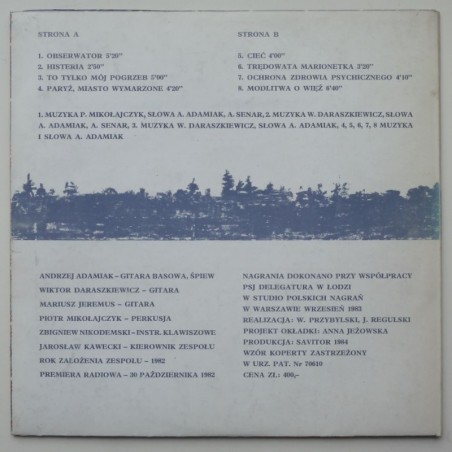 STRONA A
1. OBSERWATOR 5'20"
2. HISTERIA 2'50"
3. TO TYLKO MÓJ POGRZEB 5'00"
4. PARYŻ, MIASTO WYMARZONE 4'20"
STRONA B
5. CIEĆ 4'00"
6. TRĘDOWATA MARIONETKA 3'20"
7. OCHRONA ZDROWIA PSYCHICZNEGO 4'10"
8. MODLITWA O WIĘŹ 6'40"
1. MUZYKA P. MIKOŁAJCZYK, SŁOWA A. ADAMIAK, A. SENAR, 2. MUZYKA W. DARASZKIEWICZ, SŁOWA
A. ADAMIAK, A. SENAR, 3. MUZYKA W. DARASZKIEWICZ, SŁOWA A. ADAMIAK, 4, 5, 6, 7, 8 MUZYKA
I SŁOWA A. ADAMIAK
ANDRZEJ ADAMIAK – GITARA BASOWA, ŚPIEW
WIKTOR DARASZKIEWICZ – GITARA
MARIUSZ JEREMUS – GITARA
PIOTR MIKOŁAJCZYK – PERKUSJA
ZBIGNIEW NIKODEMSKI – INSTR. KLAWISZOWE
JAROSŁAW KAWECKI – KIEROWNIK ZESPOŁU
ROK ZAŁOŻENIA ZESPOŁU – 1982
PREMIERA RADIOWA – 30 PAŹDZIERNIKA 1982
NAGRANIA DOKONANO PRZY WSPÓŁPRACY
PSJ DELEGATURA W ŁODZI
W STUDIO POLSKICH NAGRAŃ
W WARSZAWIE WRZESIEŃ 1983
REALIZACJA: W. PRZYBYLSKI, J. REGULSKI
PROJEKT OKŁADKI: ANNA JEŻOWSKA
PRODUKCJA: SAVITOR 1984
WZÓR KOPERTY ZASTRZEŻONY
W URZ. PAT. Nr 70610
CENA ZŁ: 400,-